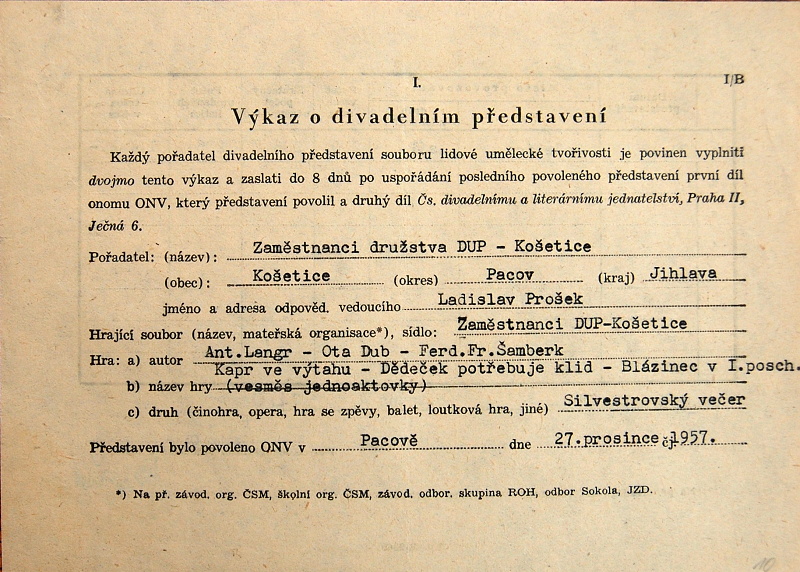 I.
I/B
Výkaz o divadelním představení
Každý pořadatel divadelního představení souboru lidové umělecké tvořivosti je povinen vyplniti
dvojmo tento výkaz a zaslati do 8 dnů po uspořádání posledního povoleného představení první díl
onomu ONV, který představení povolil a druhý díl Čs. divadelnímu a literárnímu jednatelství, Praha II,
Ječná 6.
Pořadatel: (název): Zaměstnanci družstva DUP - Košetice
(obec): Košetice (okres) Pacov (kraj) Jihlava
jméno a adresa odpověd. vedoucího Ladislav Prošek
Hrající soubor (název, mateřská organisace*), sídlo: Zaměstnanci DUP-Košetice
Hra: a) autor Ant.Langr - Ota Dub - Ferd.Fr.Šamberk
Kapr ve výtahu - Dědeček potřebuje klid - Blázinec v I.posch.
b) název hry (vesměs jednoaktovky)
c) druh (činohra, opera, hra se zpěvy, balet, loutková hra, jiné) Silvestrovský večer
Představení bylo povoleno ONV v Pacově dne 27.prosince čj. 1957.
*) Na př. závod. org. ČSM, školní org. ČSM, závod. odbor. skupina ROH, odbor Sokola, JZD.